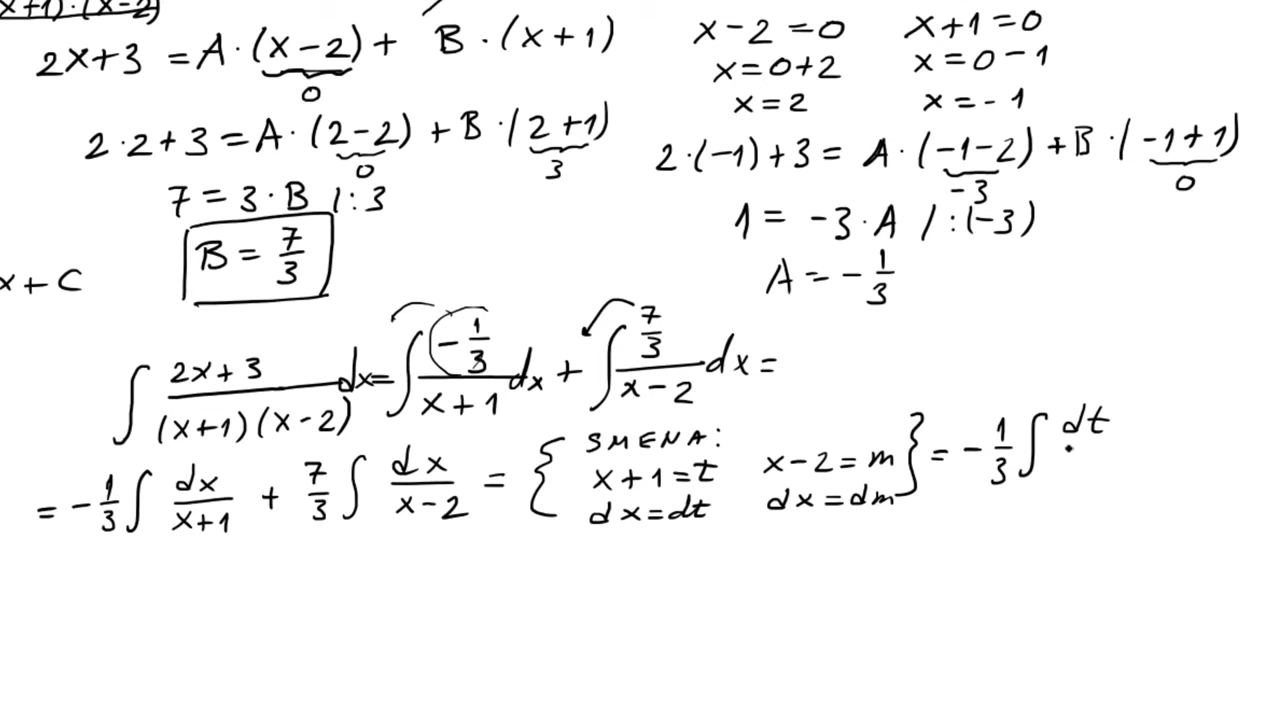 x+1)·(x-2)
2x+3 = A·(x-2) + B·(x+1)
0
2·2+3 = A·(2-2) + B·(2+1)
0 3
7 = 3·B /:3
B = 7/3
x + C
x-2=0 x+1=0
x=0+2 x=0-1
x=2 x=-1
2·(-1)+3 = A·(-1-2) + B·(-1+1)
-3 0
1 = -3·A /:(-3)
A = -1/3
∫ (2x+3)/((x+1)(x-2)) dx = ∫ (-1/3)/(x+1) dx + ∫ (7/3)/(x-2) dx =
= -1/3 ∫ dx/(x+1) + 7/3 ∫ dx/(x-2) = { SMENA:
x+1=t x-2=m
dx=dt dx=dm } = -1/3 ∫ dt